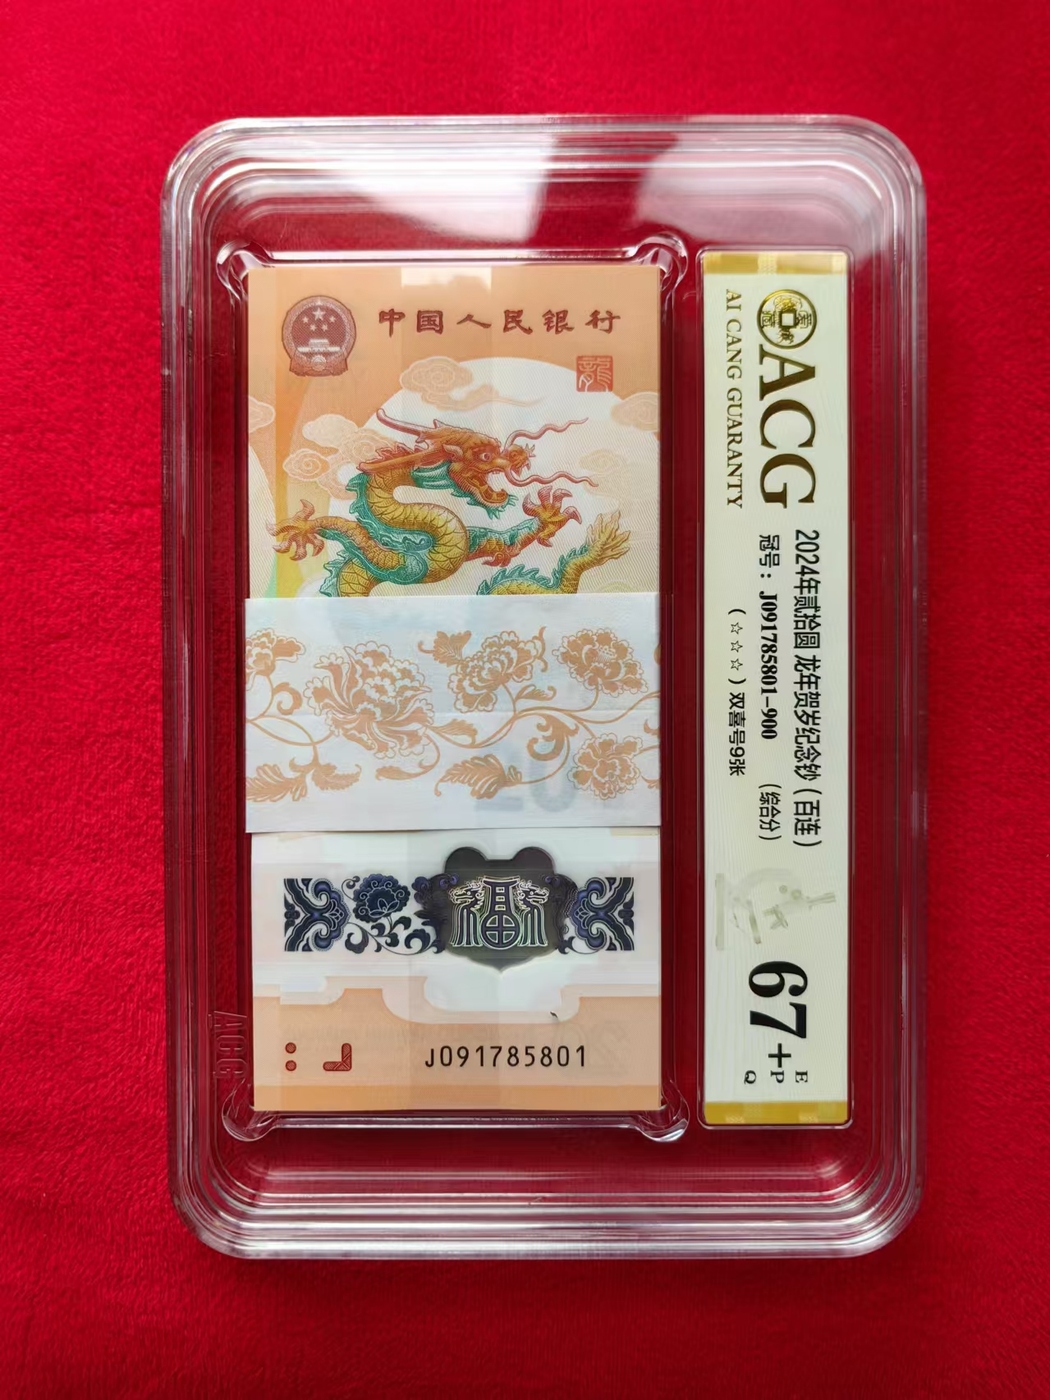 中国人民银行
龍
福
J091785801
ACG
AI CANG GUARANTY
2024年贰拾圆 龙年贺岁纪念钞（百连）
冠号：J091785801-900 （综合分）
（☆☆☆）双喜号9张
67+
E
P
Q
ACG